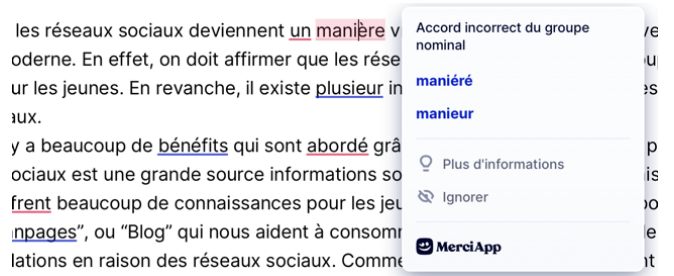 les réseaux sociaux deviennent un manière v
oderne. En effet, on doit affirmer que les rése
ur les jeunes. En revanche, il existe plusieur in
aux.
y a beaucoup de bénéfits qui sont abordé grâ
ociaux est une grande source informations so
frent beaucoup de connaissances pour les jeu
npages”, ou “Blog” qui nous aident à consomr
lations en raison des réseaux sociaux. Comme
Accord incorrect du groupe
nominal
maniéré
manieur
Plus d'informations
Ignorer
MerciApp